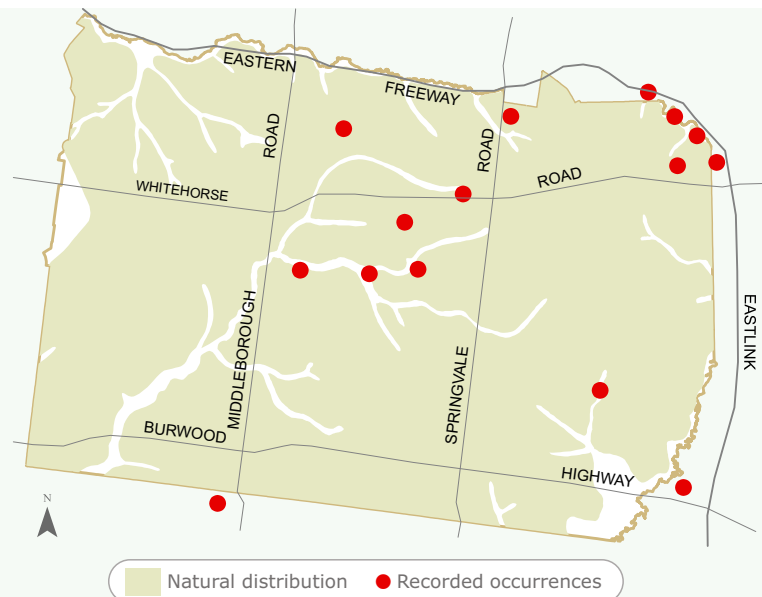 EASTERN
FREEWAY
ROAD
ROAD
WHITEHORSE
ROAD
MIDDLEBOROUGH
SPRINGVALE
EASTLINK
BURWOOD
HIGHWAY
N
Natural distribution
Recorded occurrences